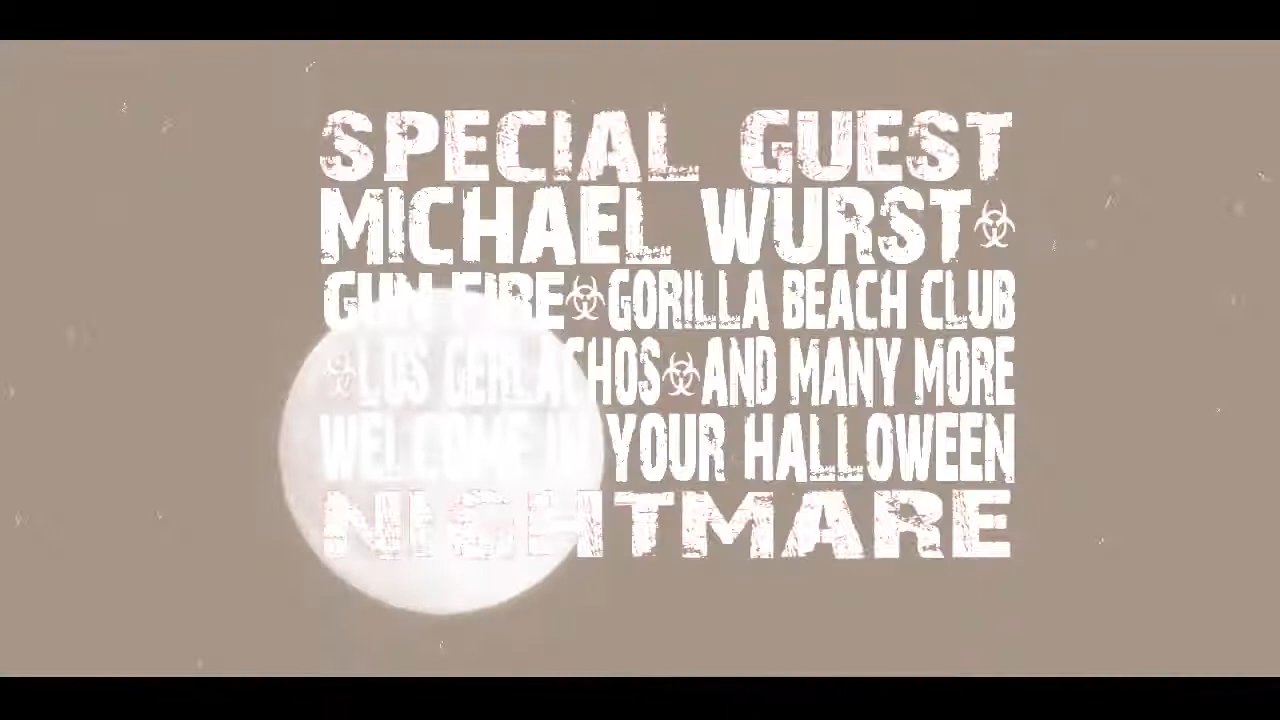 SPECIAL GUEST
MICHAEL WURST☣
GUN FIRE☣GORILLA BEACH CLUB
☣LOS GERLACHOS☣AND MANY MORE
WELCOME IN YOUR HALLOWEEN
NIGHTMARE